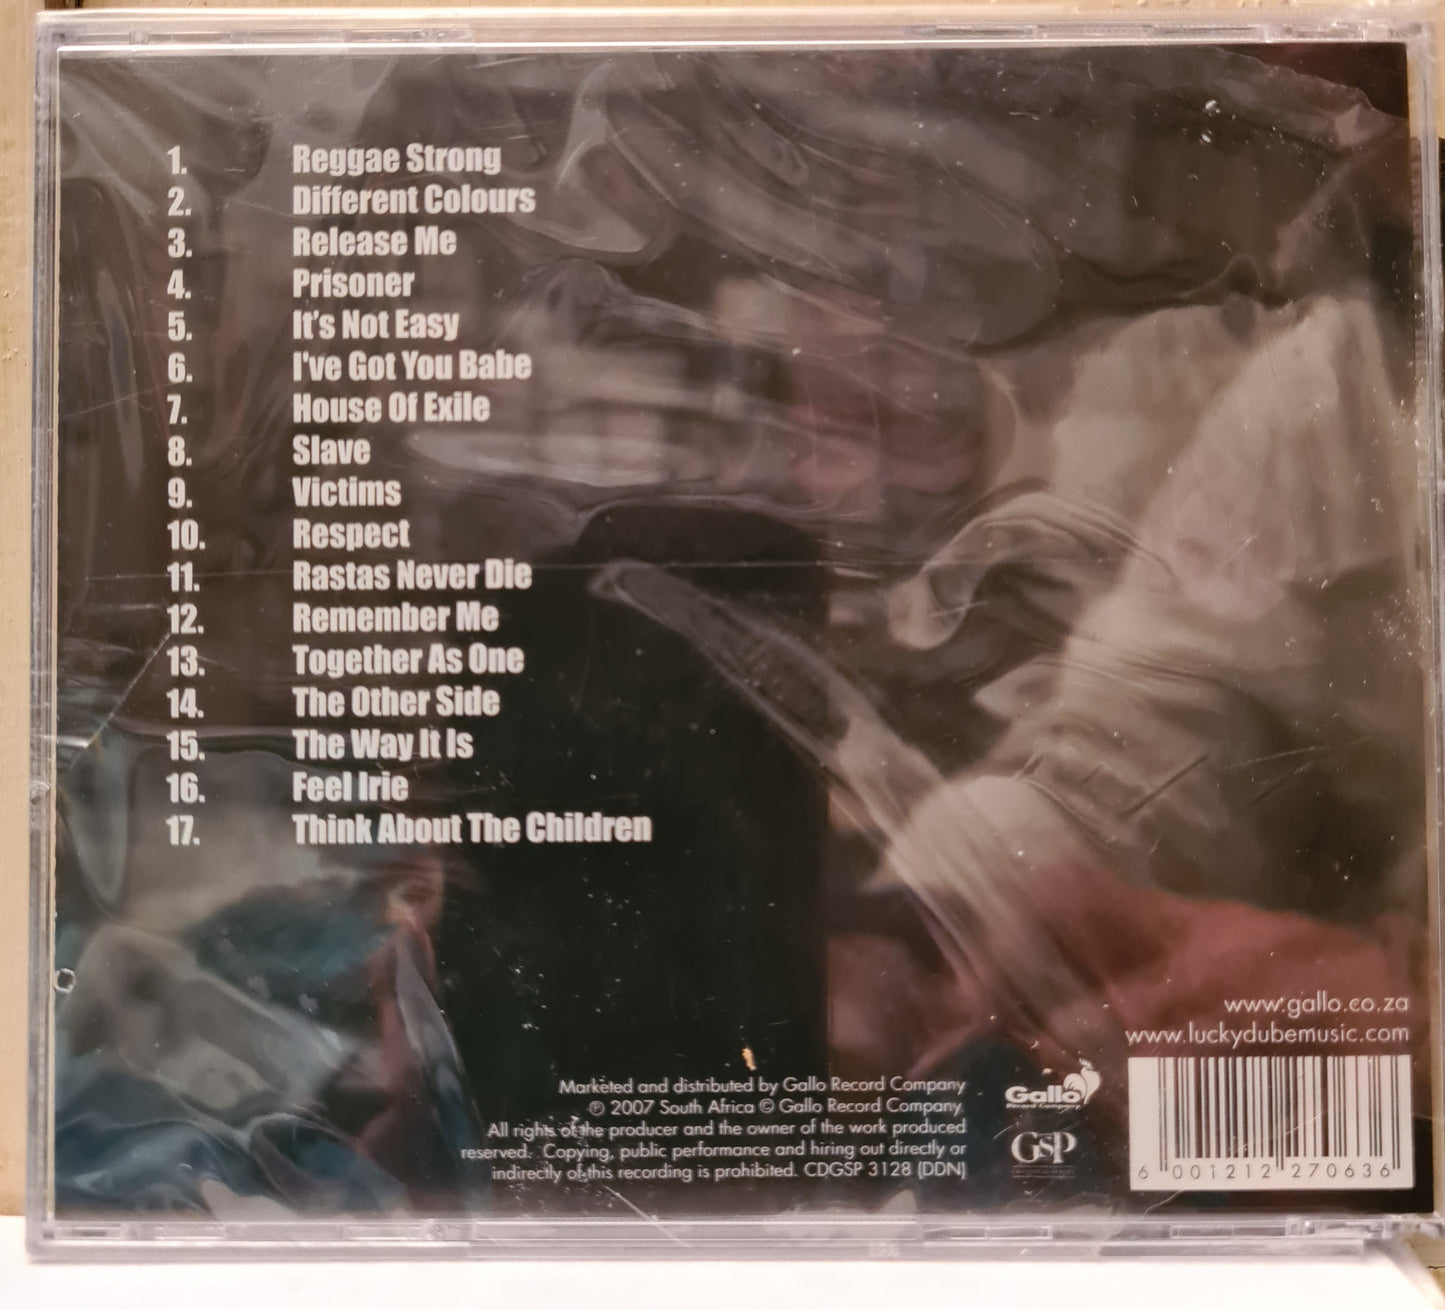 1. Reggae Strong
2. Different Colours
3. Release Me
4. Prisoner
5. It's Not Easy
6. I've Got You Babe
7. House Of Exile
8. Slave
9. Victims
10. Respect
11. Rastas Never Die
12. Remember Me
13. Together As One
14. The Other Side
15. The Way It Is
16. Feel Irie
17. Think About The Children
www.gallo.co.za
www.luckydubemusic.com
Marketed and distributed by Gallo Record Company
℗ 2007 South Africa © Gallo Record Company
All rights of the producer and the owner of the work produced
reserved. Copying, public performance and hiring out directly or
indirectly of this recording is prohibited. CDGSP 3128 (DDN)
Gallo
Record Company
GSP
6 001212 270636